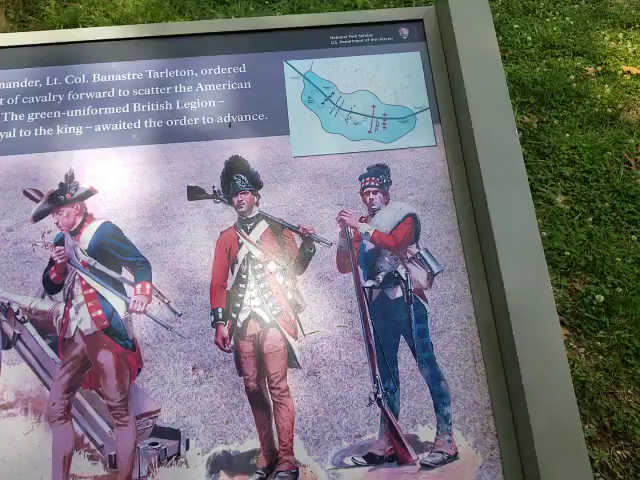 National Park Service
U.S. Department of the Interior
mander, Lt. Col. Banastre Tarleton, ordered
t of cavalry forward to scatter the American
The green-uniformed British Legion –
yal to the king – awaited the order to advance.